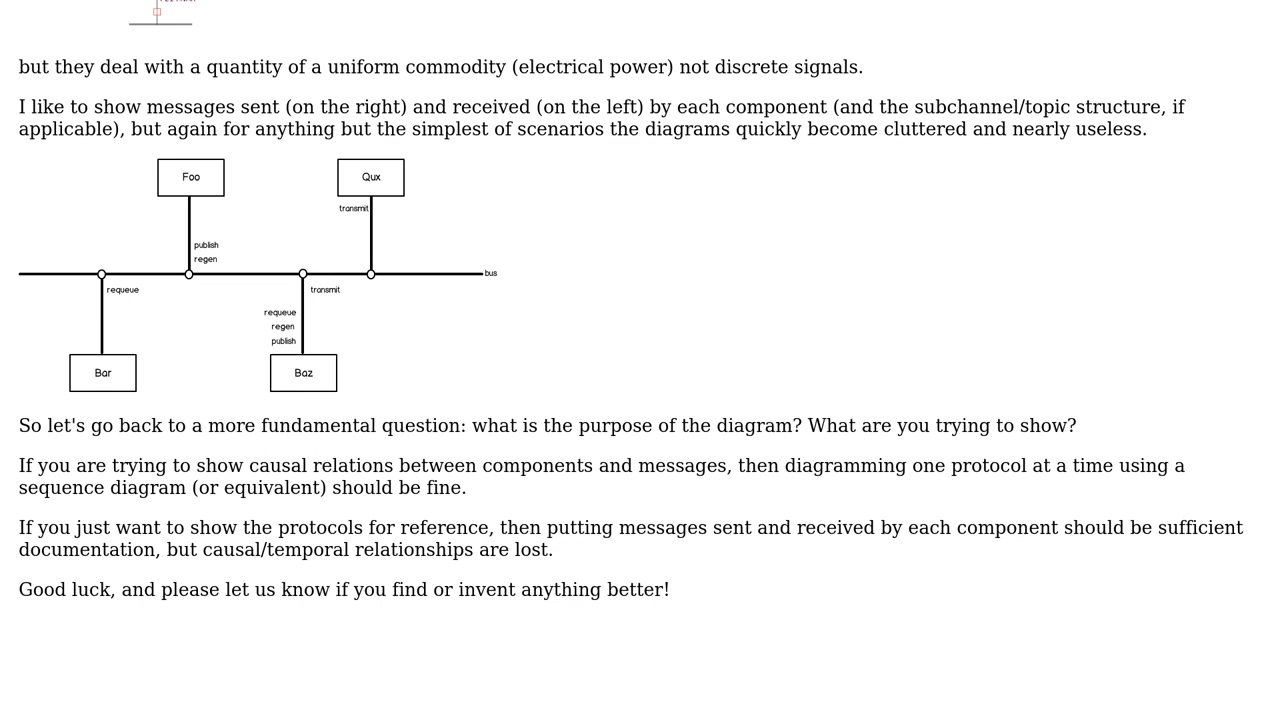 but they deal with a quantity of a uniform commodity (electrical power) not discrete signals.
I like to show messages sent (on the right) and received (on the left) by each component (and the subchannel/topic structure, if
applicable), but again for anything but the simplest of scenarios the diagrams quickly become cluttered and nearly useless.
Foo
Qux
transmit
publish
regen
bus
requeue
transmit
requeue
regen
publish
Bar
Baz
So let's go back to a more fundamental question: what is the purpose of the diagram? What are you trying to show?
If you are trying to show causal relations between components and messages, then diagramming one protocol at a time using a
sequence diagram (or equivalent) should be fine.
If you just want to show the protocols for reference, then putting messages sent and received by each component should be sufficient
documentation, but causal/temporal relationships are lost.
Good luck, and please let us know if you find or invent anything better!